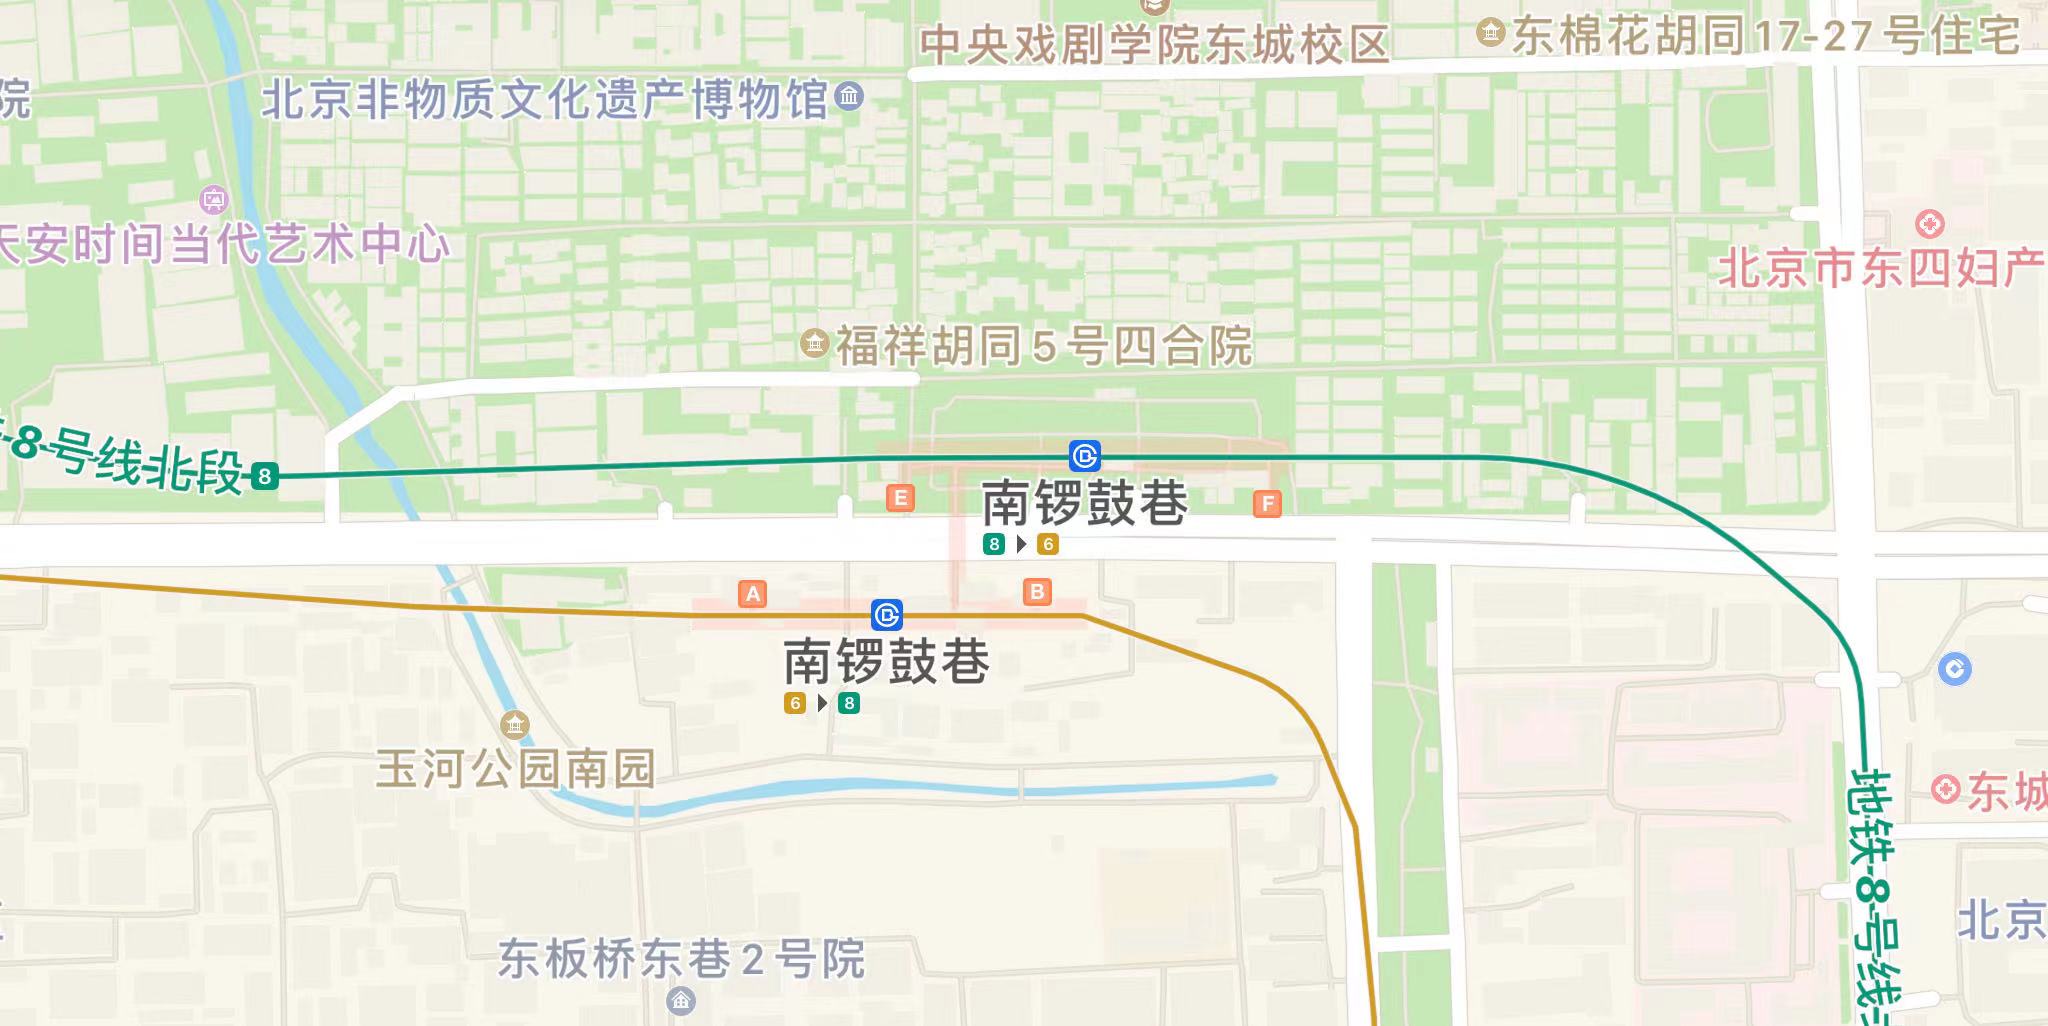 中央戏剧学院东城校区
东棉花胡同17-27号住宅
院
北京非物质文化遗产博物馆
天安时间当代艺术中心
北京市东四妇产
福祥胡同5号四合院
8号线北段
8
E
南锣鼓巷
F
8 6
A
B
南锣鼓巷
6 8
玉河公园南园
东城
地铁8号线
北京
东板桥东巷2号院